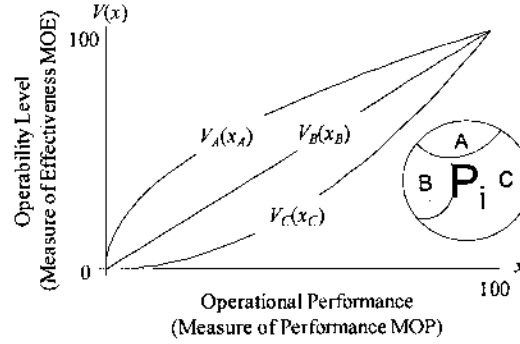 V(x)
100
Operability Level
(Measure of Effectiveness MOE)
V_A(x_A)
V_B(x_B)
V_C(x_C)
A
B
C
P_i
0
100
x
Operational Performance
(Measure of Performance MOP)